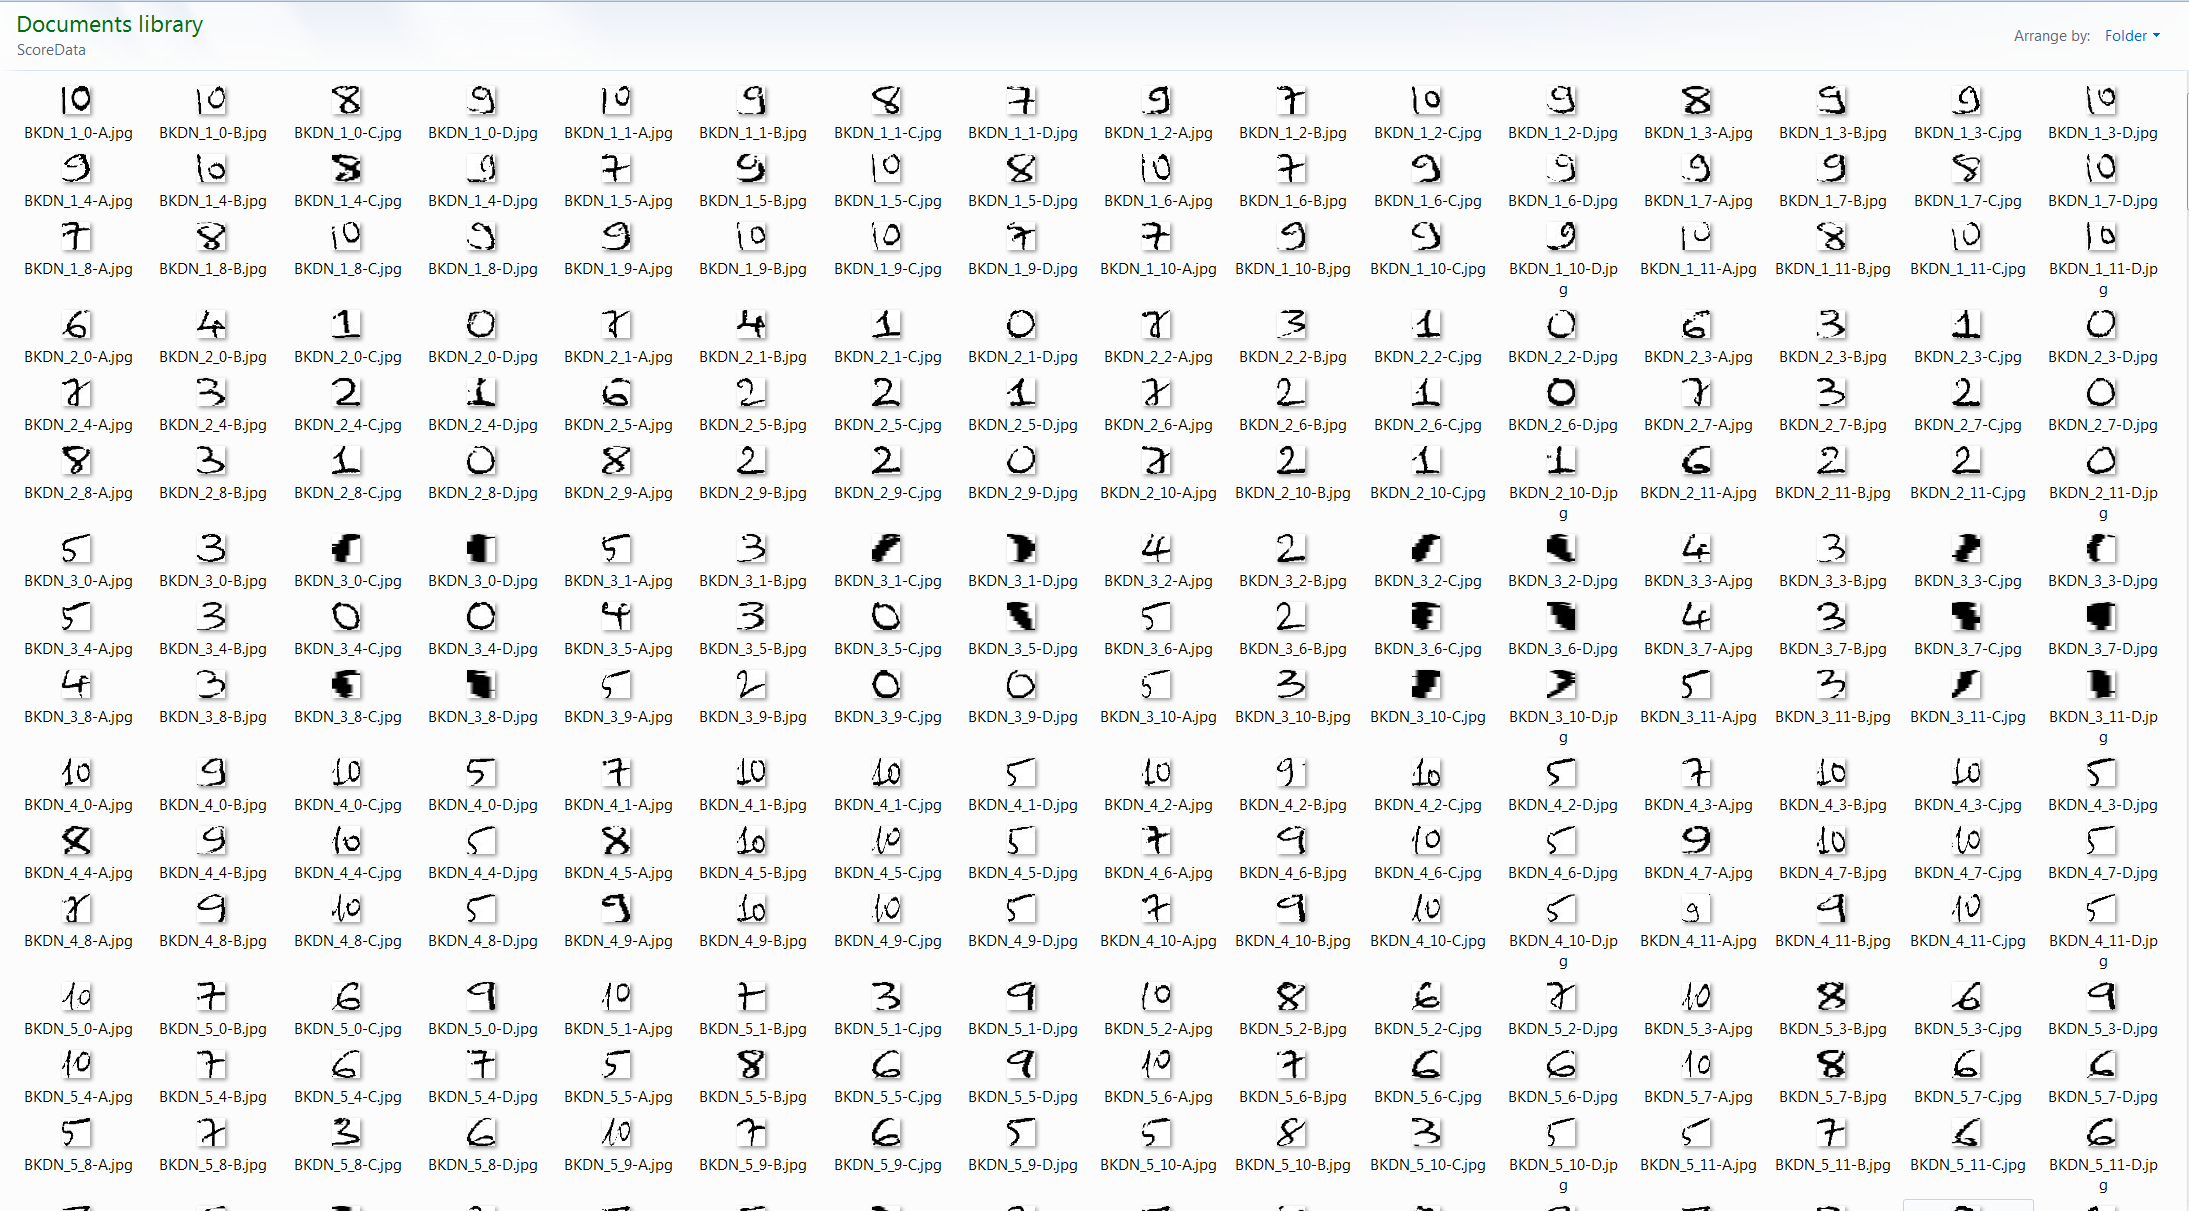 Documents library
ScoreData
Arrange by: Folder
10 10 8 9 10 9 8 7 9 7 10 9 8 9 9 10
BKDN_1_0-A.jpg BKDN_1_0-B.jpg BKDN_1_0-C.jpg BKDN_1_0-D.jpg BKDN_1_1-A.jpg BKDN_1_1-B.jpg BKDN_1_1-C.jpg BKDN_1_1-D.jpg BKDN_1_2-A.jpg BKDN_1_2-B.jpg BKDN_1_2-C.jpg BKDN_1_2-D.jpg BKDN_1_3-A.jpg BKDN_1_3-B.jpg BKDN_1_3-C.jpg BKDN_1_3-D.jpg
9 10 8 9 7 9 10 8 10 7 9 9 9 9 8 10
BKDN_1_4-A.jpg BKDN_1_4-B.jpg BKDN_1_4-C.jpg BKDN_1_4-D.jpg BKDN_1_5-A.jpg BKDN_1_5-B.jpg BKDN_1_5-C.jpg BKDN_1_5-D.jpg BKDN_1_6-A.jpg BKDN_1_6-B.jpg BKDN_1_6-C.jpg BKDN_1_6-D.jpg BKDN_1_7-A.jpg BKDN_1_7-B.jpg BKDN_1_7-C.jpg BKDN_1_7-D.jpg
7 8 10 9 9 10 10 7 7 9 9 9 10 8 10 10
BKDN_1_8-A.jpg BKDN_1_8-B.jpg BKDN_1_8-C.jpg BKDN_1_8-D.jpg BKDN_1_9-A.jpg BKDN_1_9-B.jpg BKDN_1_9-C.jpg BKDN_1_9-D.jpg BKDN_1_10-A.jpg BKDN_1_10-B.jpg BKDN_1_10-C.jpg BKDN_1_10-D.jp BKDN_1_11-A.jpg BKDN_1_11-B.jpg BKDN_1_11-C.jpg BKDN_1_11-D.jp
g g
6 4 1 0 7 4 1 0 7 3 1 0 6 3 1 0
BKDN_2_0-A.jpg BKDN_2_0-B.jpg BKDN_2_0-C.jpg BKDN_2_0-D.jpg BKDN_2_1-A.jpg BKDN_2_1-B.jpg BKDN_2_1-C.jpg BKDN_2_1-D.jpg BKDN_2_2-A.jpg BKDN_2_2-B.jpg BKDN_2_2-C.jpg BKDN_2_2-D.jpg BKDN_2_3-A.jpg BKDN_2_3-B.jpg BKDN_2_3-C.jpg BKDN_2_3-D.jpg
7 3 2 1 6 2 2 1 7 2 1 0 7 3 2 0
BKDN_2_4-A.jpg BKDN_2_4-B.jpg BKDN_2_4-C.jpg BKDN_2_4-D.jpg BKDN_2_5-A.jpg BKDN_2_5-B.jpg BKDN_2_5-C.jpg BKDN_2_5-D.jpg BKDN_2_6-A.jpg BKDN_2_6-B.jpg BKDN_2_6-C.jpg BKDN_2_6-D.jpg BKDN_2_7-A.jpg BKDN_2_7-B.jpg BKDN_2_7-C.jpg BKDN_2_7-D.jpg
8 3 1 0 8 2 2 0 7 2 1 1 6 2 2 0
BKDN_2_8-A.jpg BKDN_2_8-B.jpg BKDN_2_8-C.jpg BKDN_2_8-D.jpg BKDN_2_9-A.jpg BKDN_2_9-B.jpg BKDN_2_9-C.jpg BKDN_2_9-D.jpg BKDN_2_10-A.jpg BKDN_2_10-B.jpg BKDN_2_10-C.jpg BKDN_2_10-D.jp BKDN_2_11-A.jpg BKDN_2_11-B.jpg BKDN_2_11-C.jpg BKDN_2_11-D.jp
g g
5 3 5 3 4 2 4 3
BKDN_3_0-A.jpg BKDN_3_0-B.jpg BKDN_3_0-C.jpg BKDN_3_0-D.jpg BKDN_3_1-A.jpg BKDN_3_1-B.jpg BKDN_3_1-C.jpg BKDN_3_1-D.jpg BKDN_3_2-A.jpg BKDN_3_2-B.jpg BKDN_3_2-C.jpg BKDN_3_2-D.jpg BKDN_3_3-A.jpg BKDN_3_3-B.jpg BKDN_3_3-C.jpg BKDN_3_3-D.jpg
5 3 0 0 4 3 0 5 2 4 3
BKDN_3_4-A.jpg BKDN_3_4-B.jpg BKDN_3_4-C.jpg BKDN_3_4-D.jpg BKDN_3_5-A.jpg BKDN_3_5-B.jpg BKDN_3_5-C.jpg BKDN_3_5-D.jpg BKDN_3_6-A.jpg BKDN_3_6-B.jpg BKDN_3_6-C.jpg BKDN_3_6-D.jpg BKDN_3_7-A.jpg BKDN_3_7-B.jpg BKDN_3_7-C.jpg BKDN_3_7-D.jpg
4 3 5 2 0 0 5 3 5 3
BKDN_3_8-A.jpg BKDN_3_8-B.jpg BKDN_3_8-C.jpg BKDN_3_8-D.jpg BKDN_3_9-A.jpg BKDN_3_9-B.jpg BKDN_3_9-C.jpg BKDN_3_9-D.jpg BKDN_3_10-A.jpg BKDN_3_10-B.jpg BKDN_3_10-C.jpg BKDN_3_10-D.jp BKDN_3_11-A.jpg BKDN_3_11-B.jpg BKDN_3_11-C.jpg BKDN_3_11-D.jp
g g
10 9 10 5 7 10 10 5 10 9 10 5 7 10 10 5
BKDN_4_0-A.jpg BKDN_4_0-B.jpg BKDN_4_0-C.jpg BKDN_4_0-D.jpg BKDN_4_1-A.jpg BKDN_4_1-B.jpg BKDN_4_1-C.jpg BKDN_4_1-D.jpg BKDN_4_2-A.jpg BKDN_4_2-B.jpg BKDN_4_2-C.jpg BKDN_4_2-D.jpg BKDN_4_3-A.jpg BKDN_4_3-B.jpg BKDN_4_3-C.jpg BKDN_4_3-D.jpg
8 9 10 5 8 10 10 5 7 9 10 5 9 10 10 5
BKDN_4_4-A.jpg BKDN_4_4-B.jpg BKDN_4_4-C.jpg BKDN_4_4-D.jpg BKDN_4_5-A.jpg BKDN_4_5-B.jpg BKDN_4_5-C.jpg BKDN_4_5-D.jpg BKDN_4_6-A.jpg BKDN_4_6-B.jpg BKDN_4_6-C.jpg BKDN_4_6-D.jpg BKDN_4_7-A.jpg BKDN_4_7-B.jpg BKDN_4_7-C.jpg BKDN_4_7-D.jpg
7 9 10 5 9 10 10 5 7 9 10 5 9 9 10 5
BKDN_4_8-A.jpg BKDN_4_8-B.jpg BKDN_4_8-C.jpg BKDN_4_8-D.jpg BKDN_4_9-A.jpg BKDN_4_9-B.jpg BKDN_4_9-C.jpg BKDN_4_9-D.jpg BKDN_4_10-A.jpg BKDN_4_10-B.jpg BKDN_4_10-C.jpg BKDN_4_10-D.jp BKDN_4_11-A.jpg BKDN_4_11-B.jpg BKDN_4_11-C.jpg BKDN_4_11-D.jp
g g
10 7 6 9 10 7 3 9 10 8 6 7 10 8 6 9
BKDN_5_0-A.jpg BKDN_5_0-B.jpg BKDN_5_0-C.jpg BKDN_5_0-D.jpg BKDN_5_1-A.jpg BKDN_5_1-B.jpg BKDN_5_1-C.jpg BKDN_5_1-D.jpg BKDN_5_2-A.jpg BKDN_5_2-B.jpg BKDN_5_2-C.jpg BKDN_5_2-D.jpg BKDN_5_3-A.jpg BKDN_5_3-B.jpg BKDN_5_3-C.jpg BKDN_5_3-D.jpg
10 7 6 7 5 8 6 9 10 7 6 6 10 8 6 6
BKDN_5_4-A.jpg BKDN_5_4-B.jpg BKDN_5_4-C.jpg BKDN_5_4-D.jpg BKDN_5_5-A.jpg BKDN_5_5-B.jpg BKDN_5_5-C.jpg BKDN_5_5-D.jpg BKDN_5_6-A.jpg BKDN_5_6-B.jpg BKDN_5_6-C.jpg BKDN_5_6-D.jpg BKDN_5_7-A.jpg BKDN_5_7-B.jpg BKDN_5_7-C.jpg BKDN_5_7-D.jpg
5 7 3 6 10 7 6 5 5 8 3 5 5 7 6 6
BKDN_5_8-A.jpg BKDN_5_8-B.jpg BKDN_5_8-C.jpg BKDN_5_8-D.jpg BKDN_5_9-A.jpg BKDN_5_9-B.jpg BKDN_5_9-C.jpg BKDN_5_9-D.jpg BKDN_5_10-A.jpg BKDN_5_10-B.jpg BKDN_5_10-C.jpg BKDN_5_10-D.jp BKDN_5_11-A.jpg BKDN_5_11-B.jpg BKDN_5_11-C.jpg BKDN_5_11-D.jp
g g